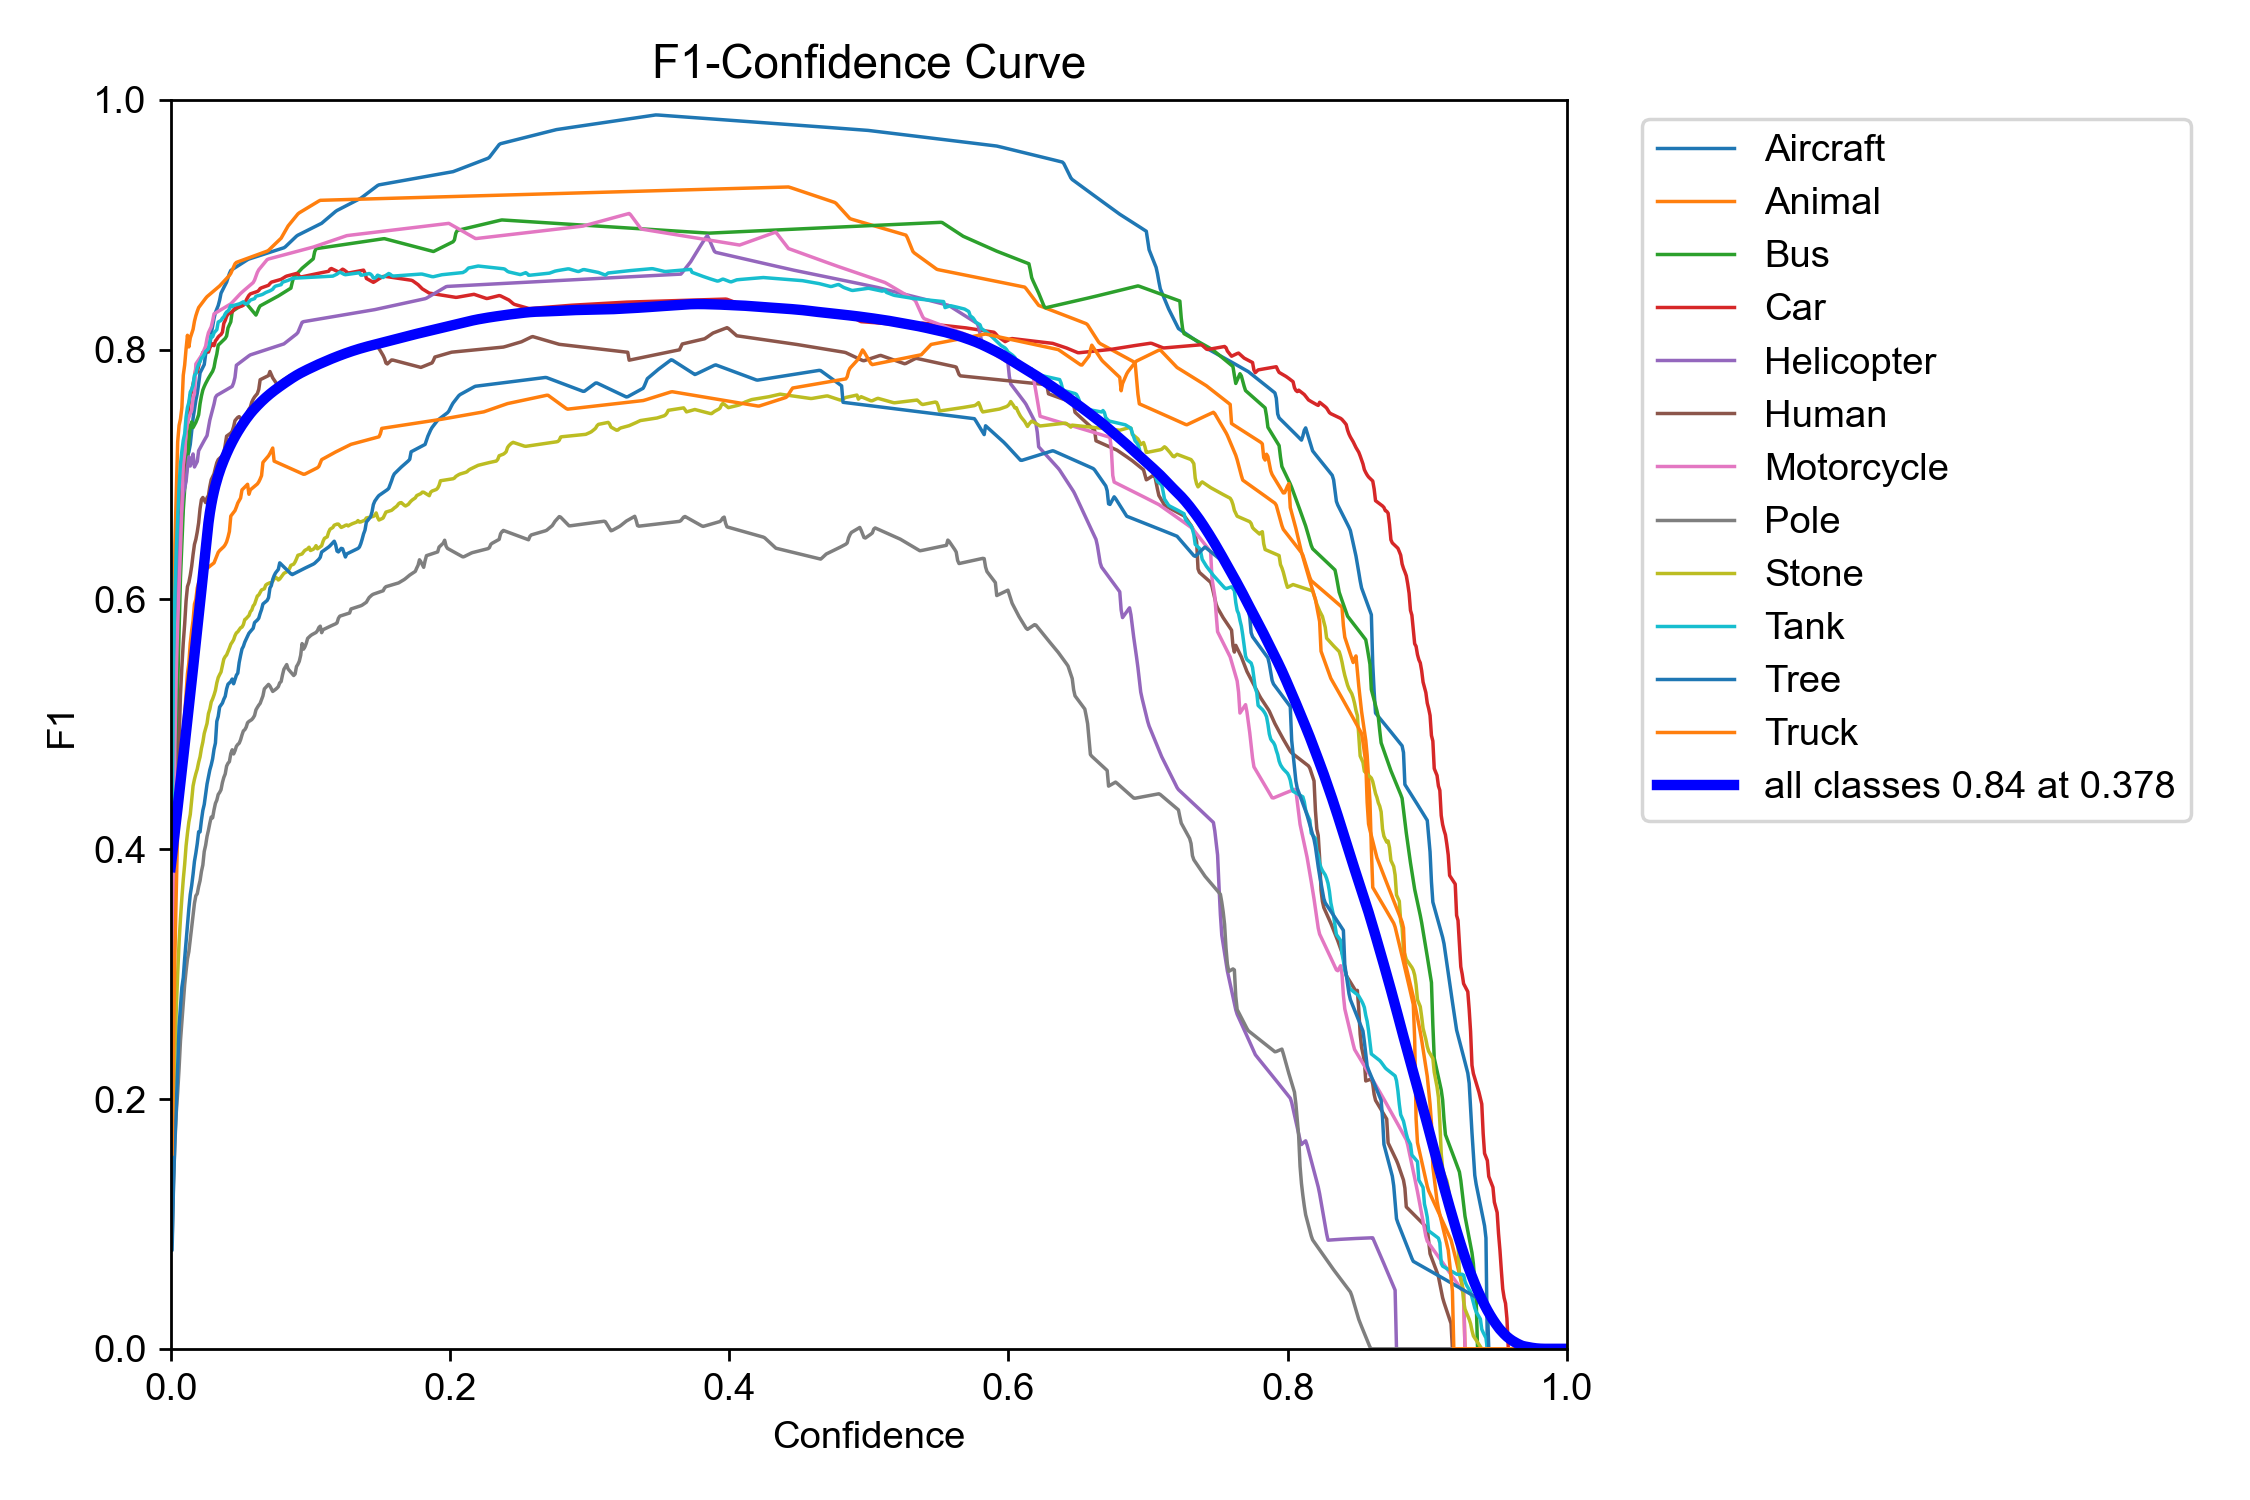 F1-Confidence Curve
1.0
0.8
0.6
0.4
0.2
0.0
F1
0.0 0.2 0.4 0.6 0.8 1.0
Confidence
Aircraft
Animal
Bus
Car
Helicopter
Human
Motorcycle
Pole
Stone
Tank
Tree
Truck
all classes 0.84 at 0.378